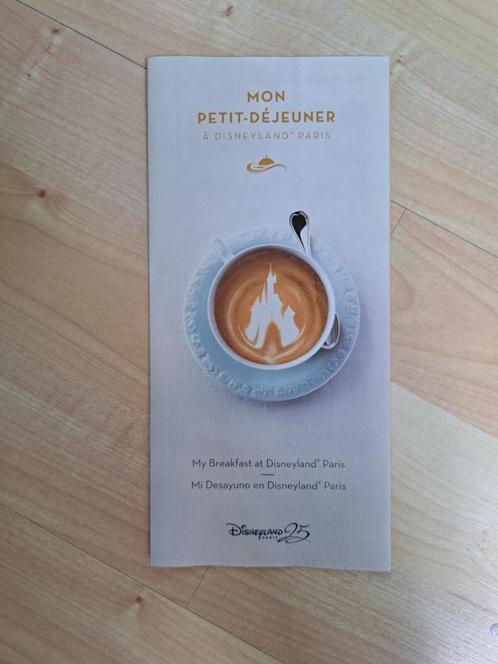 MON
PETIT-DÉJEUNER
À DISNEYLAND® PARIS
My Breakfast at Disneyland® Paris
Mi Desayuno en Disneyland® Paris
Disneyland 25
PARIS